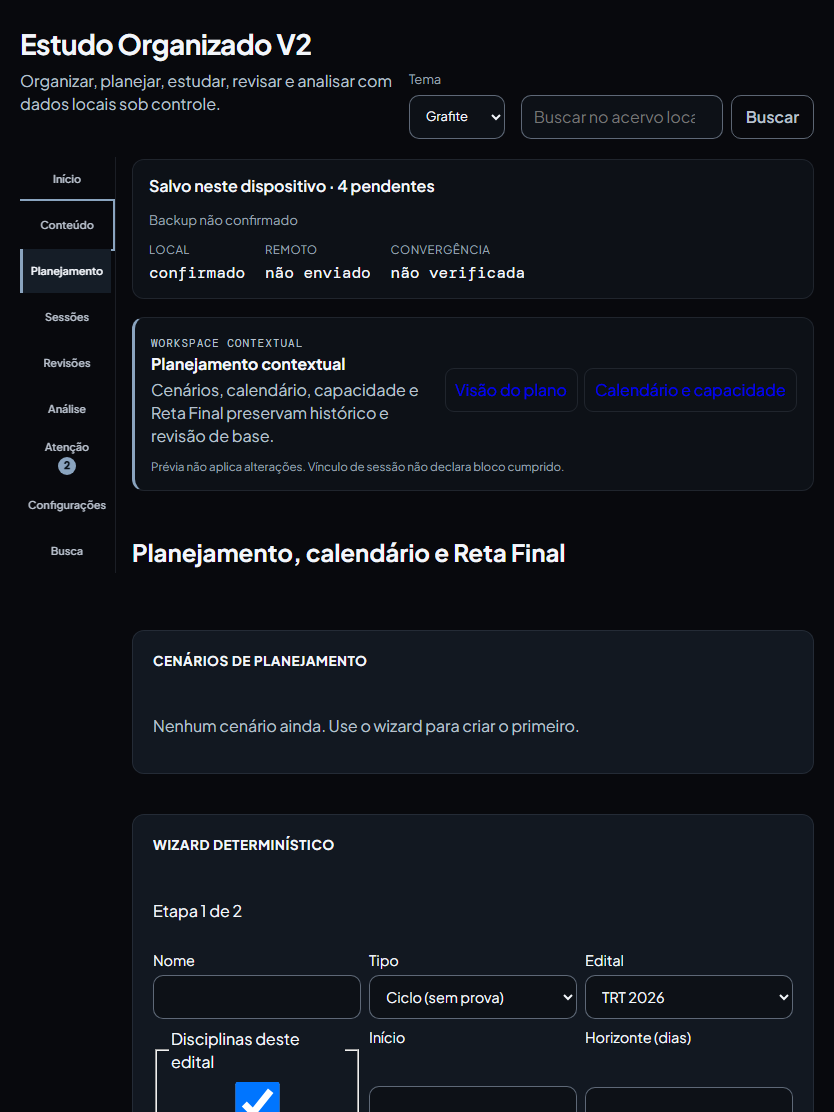 Estudo Organizado V2
Organizar, planejar, estudar, revisar e analisar com
dados locais sob controle.
Tema
Grafite
Buscar no acervo loca
Buscar
Início
Conteúdo
Planejamento
Sessões
Revisões
Análise
Atenção
2
Configurações
Busca
Salvo neste dispositivo · 4 pendentes
Backup não confirmado
LOCAL
confirmado
REMOTO
não enviado
CONVERGÊNCIA
não verificada
WORKSPACE CONTEXTUAL
Planejamento contextual
Cenários, calendário, capacidade e
Reta Final preservam histórico e
revisão de base.
Visão do plano
Calendário e capacidade
Prévia não aplica alterações. Vínculo de sessão não declara bloco cumprido.
Planejamento, calendário e Reta Final
CENÁRIOS DE PLANEJAMENTO
Nenhum cenário ainda. Use o wizard para criar o primeiro.
WIZARD DETERMINÍSTICO
Etapa 1 de 2
Nome
Tipo
Ciclo (sem prova)
Edital
TRT 2026
Disciplinas deste
edital
Início
Horizonte (dias)